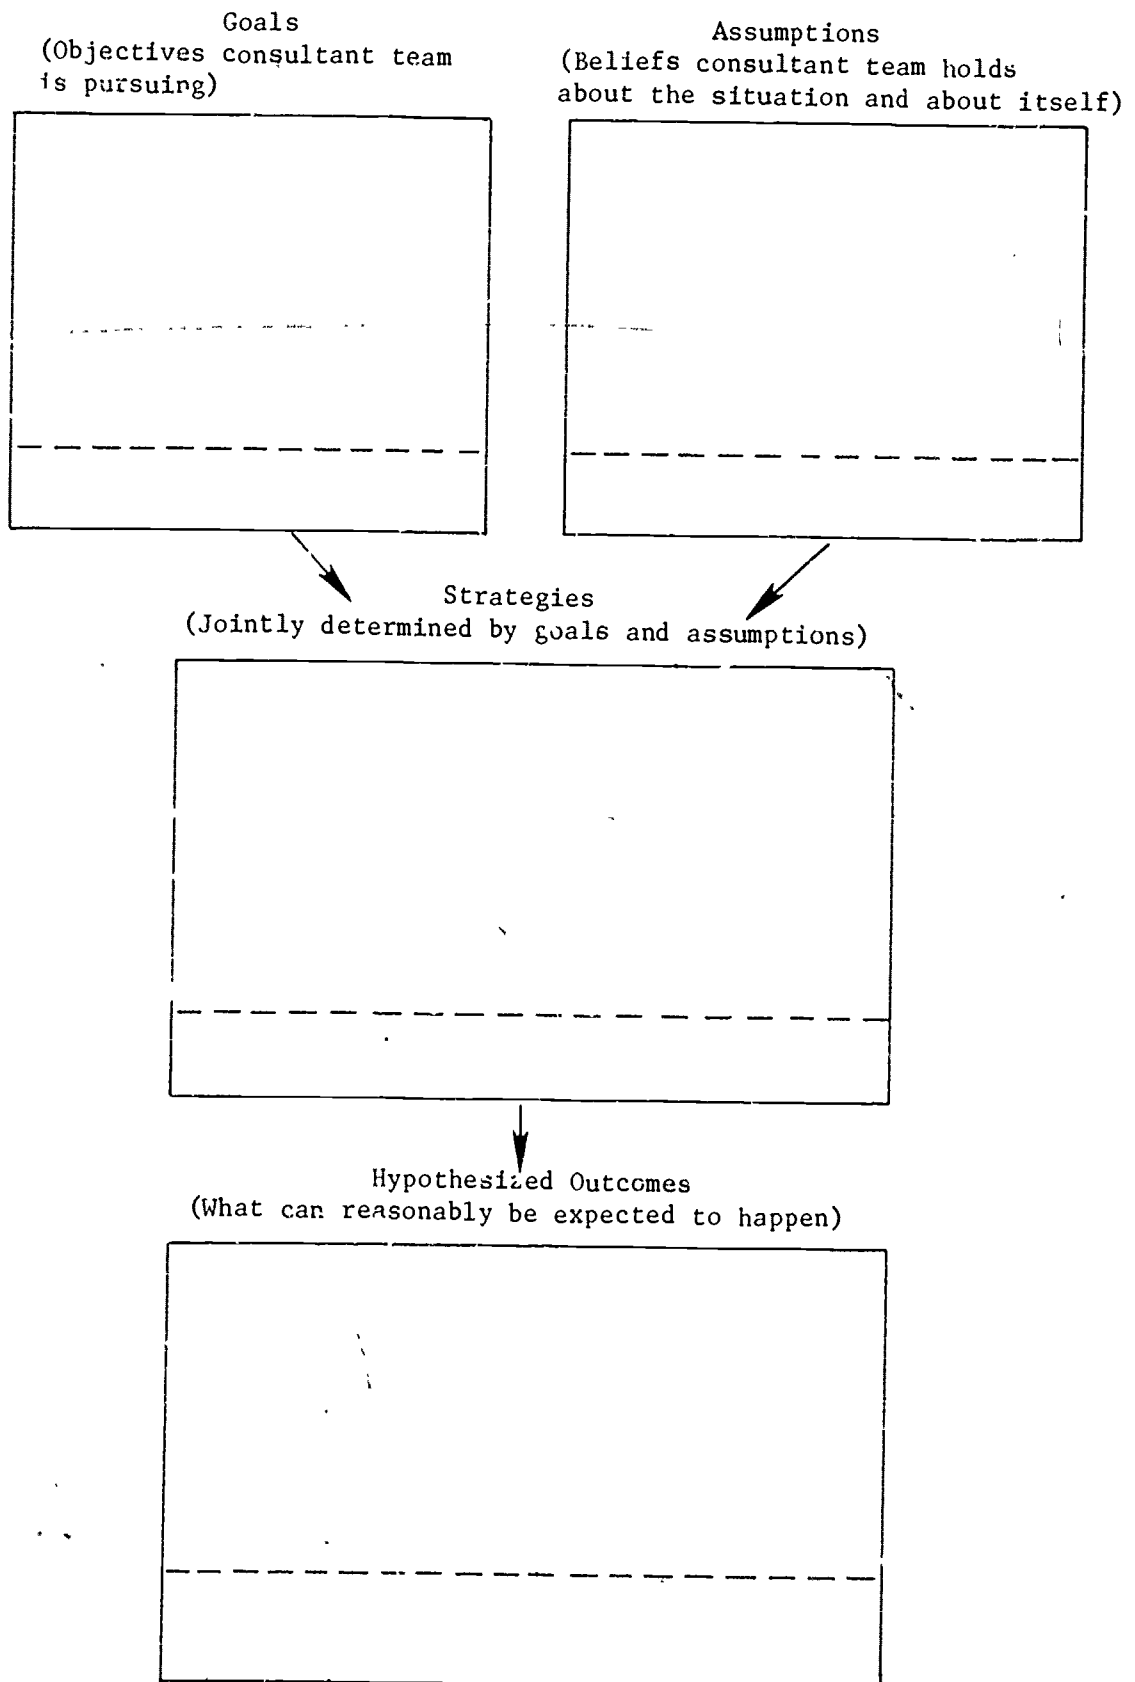 Goals
(Objectives consultant team
is pursuing)
Assumptions
(Beliefs consultant team holds
about the situation and about itself)
Strategies
(Jointly determined by goals and assumptions)
Hypothesized Outcomes
(What can reasonably be expected to happen)